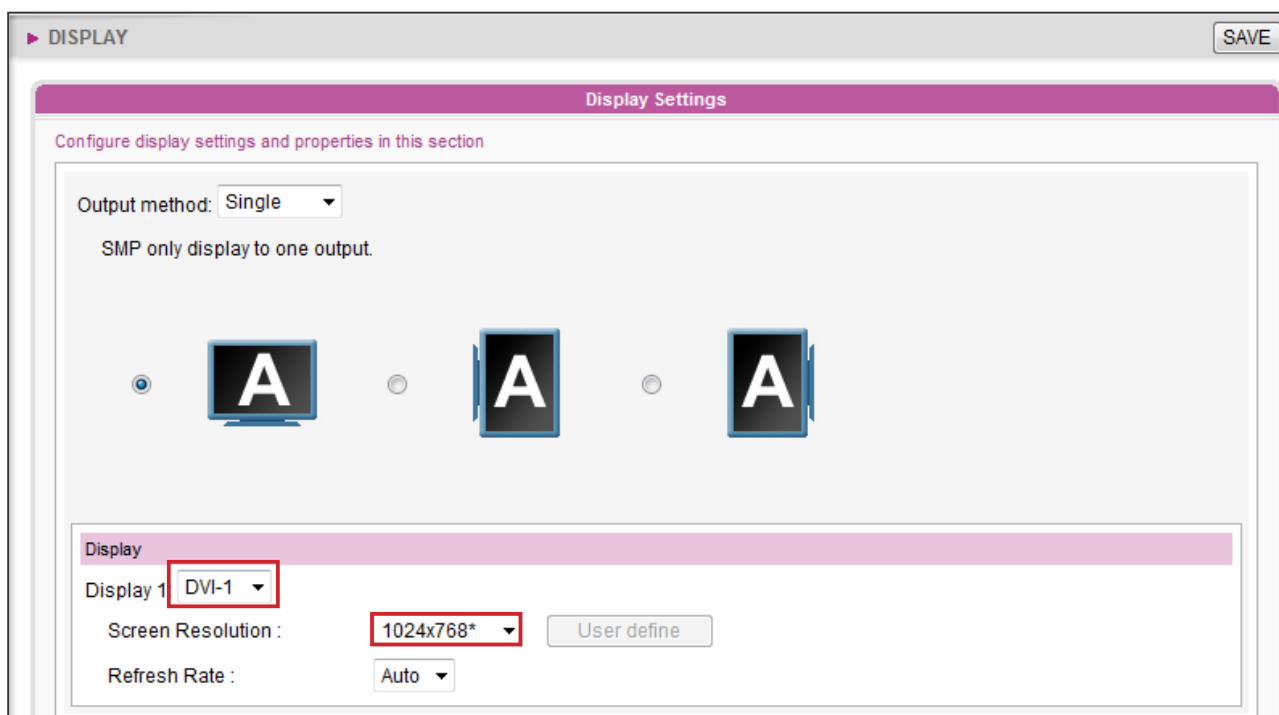 DISPLAY SAVE
Display Settings
Configure display settings and properties in this section
Output method: Single
SMP only display to one output.
A A A
Display
Display 1: DVI-1
Screen Resolution : 1024x768* User define
Refresh Rate : Auto